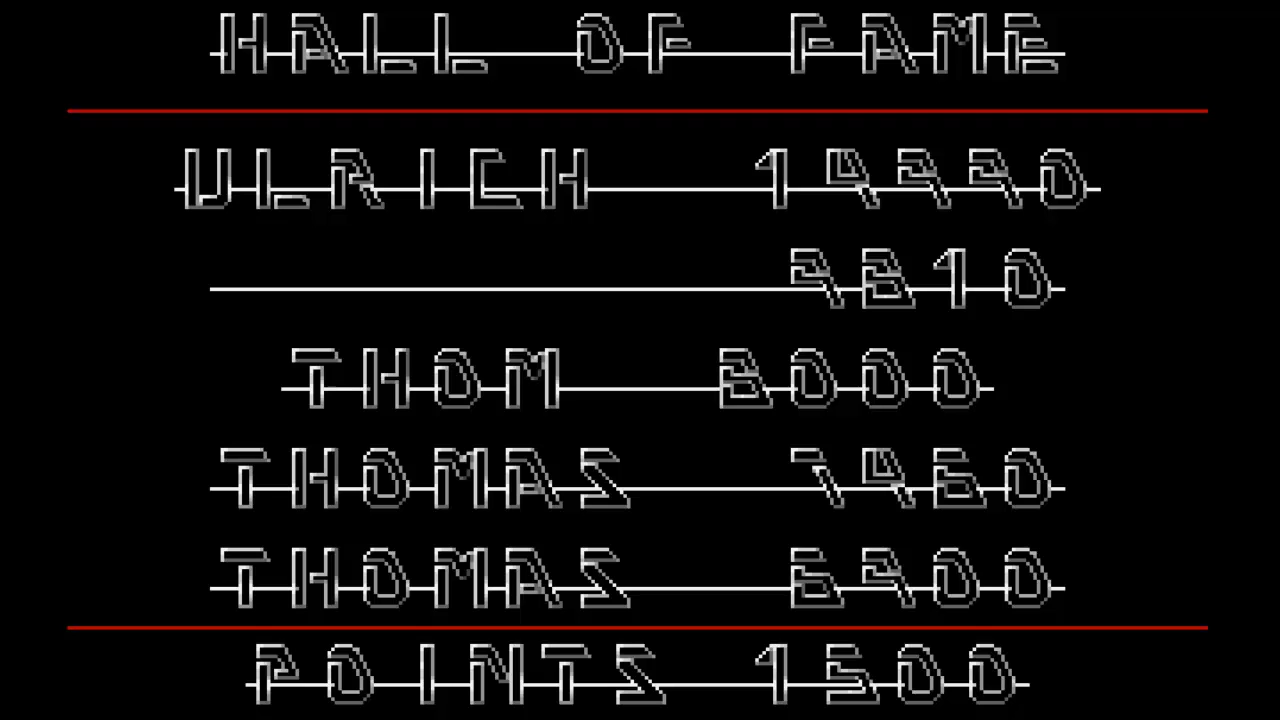 HALL OF FAME
ULRICH 14990
9810
THOM 8000
THOMAS 7460
THOMAS 6900
POINTS 1500